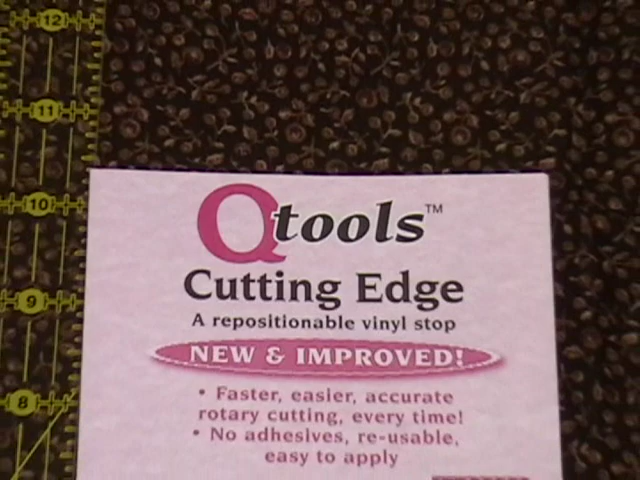 12
11
10
9
8
Qtools™
Cutting Edge
A repositionable vinyl stop
NEW & IMPROVED!
• Faster, easier, accurate
rotary cutting, every time!
• No adhesives, re-usable,
easy to apply